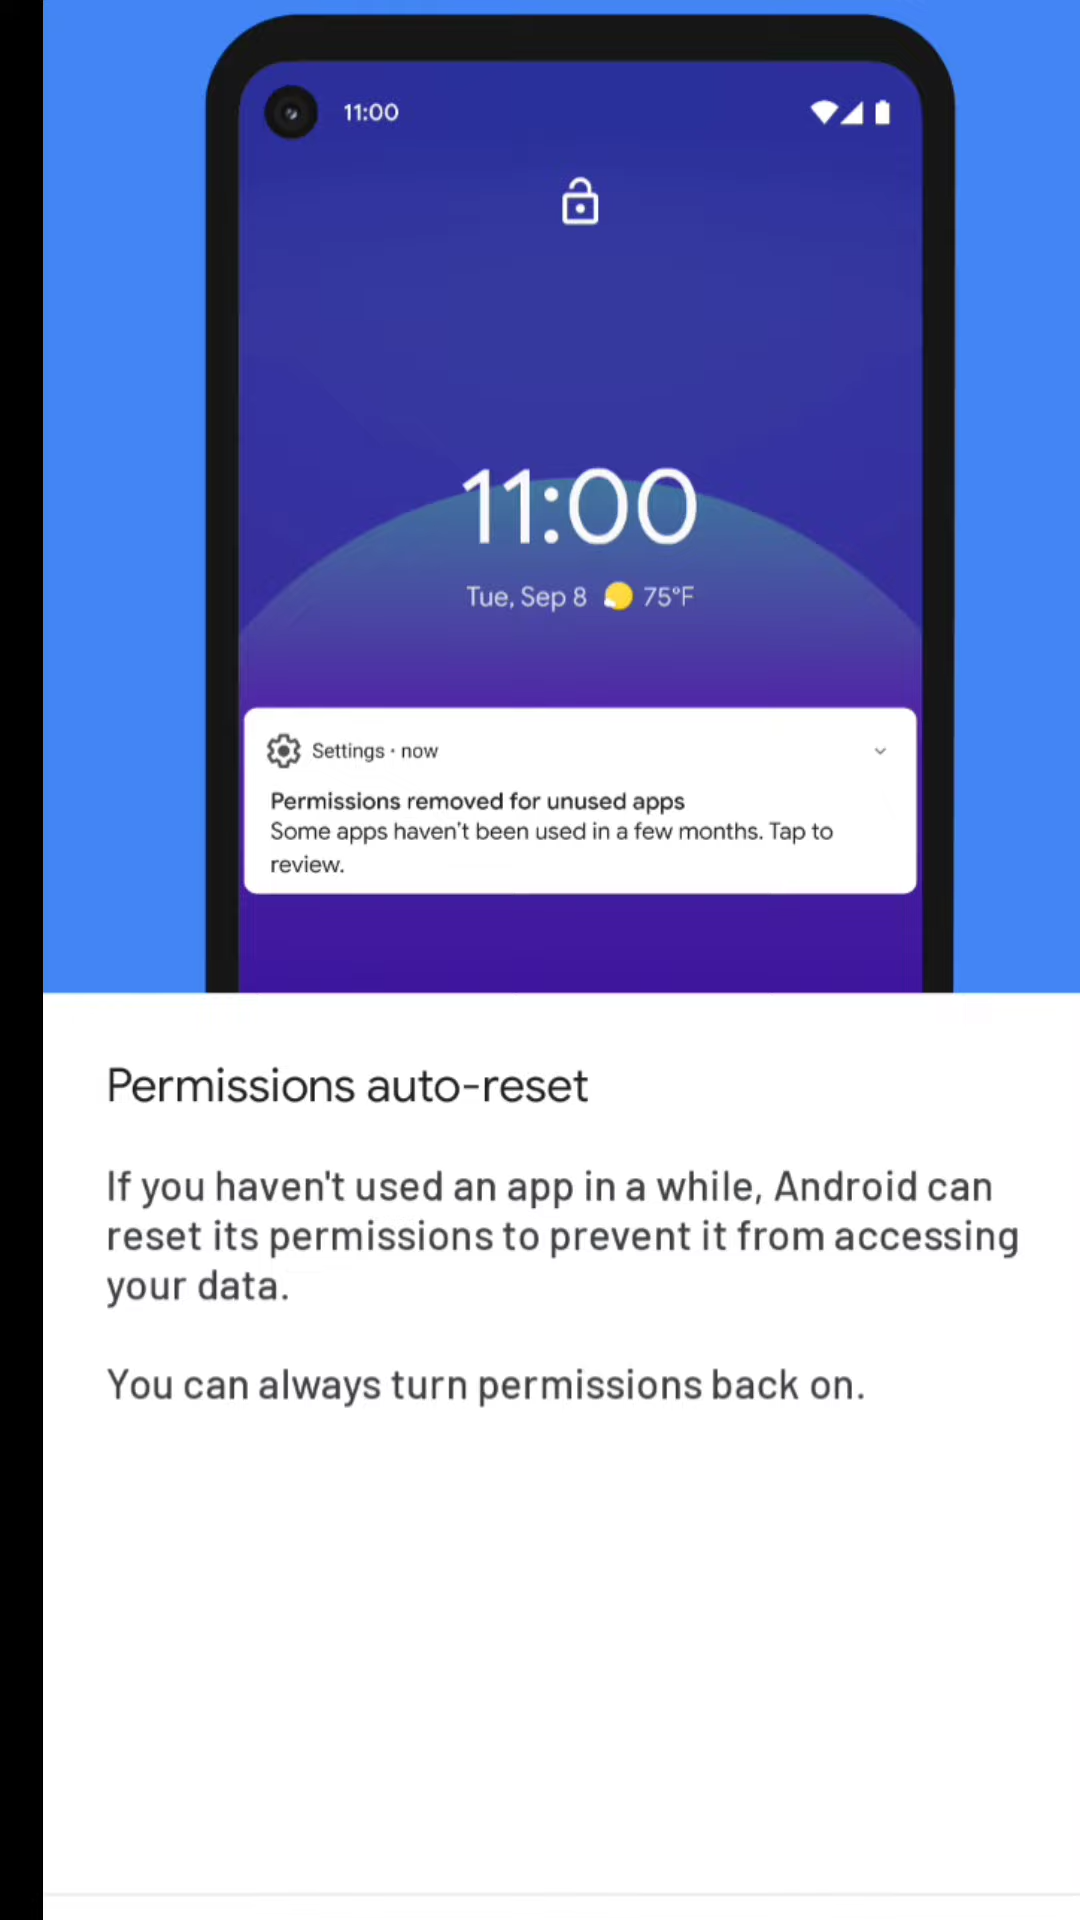 11:00
11:00
Tue, Sep 8 75°F
Settings · now
Permissions removed for unused apps
Some apps haven't been used in a few months. Tap to
review.
Permissions auto-reset
If you haven't used an app in a while, Android can
reset its permissions to prevent it from accessing
your data.
You can always turn permissions back on.